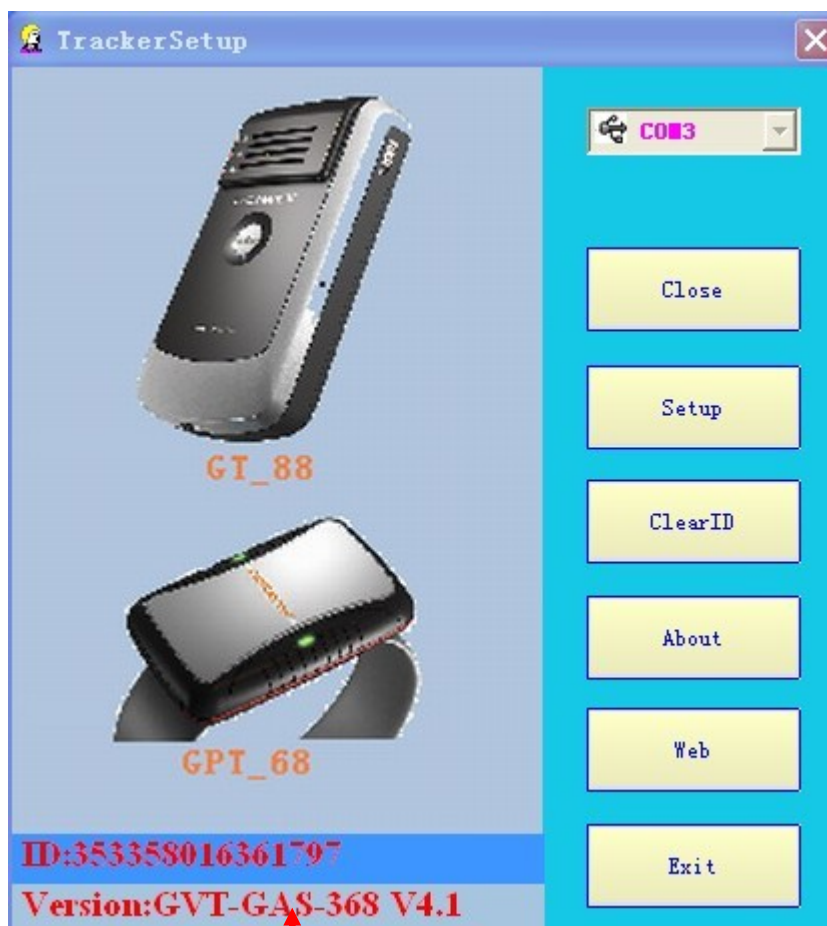 TrackerSetup
COM3
Close
Setup
GT_88
ClearID
About
Web
GPT_68
ID:353358016361797
Exit
Version:GVT-GAS-368 V4.1